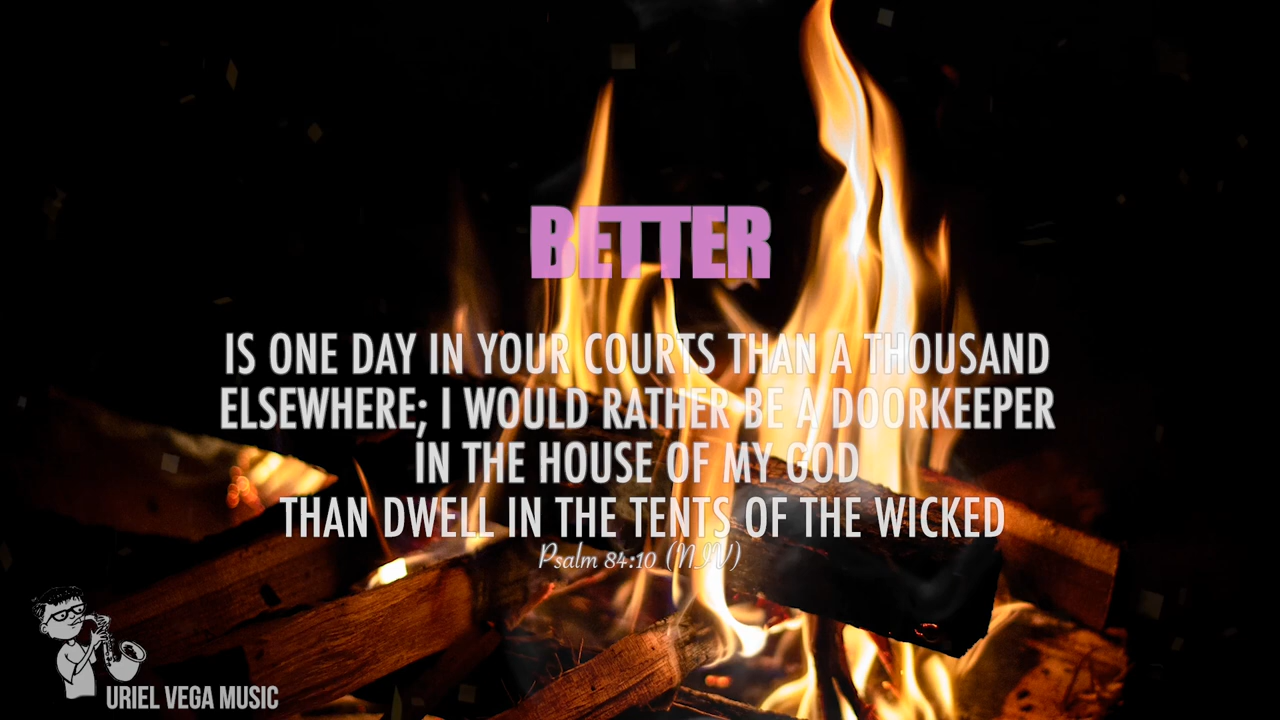 BETTER
IS ONE DAY IN YOUR COURTS THAN A THOUSAND
ELSEWHERE; I WOULD RATHER BE A DOORKEEPER
IN THE HOUSE OF MY GOD
THAN DWELL IN THE TENTS OF THE WICKED
Psalm 84:10 (NIV)
URIEL VEGA MUSIC